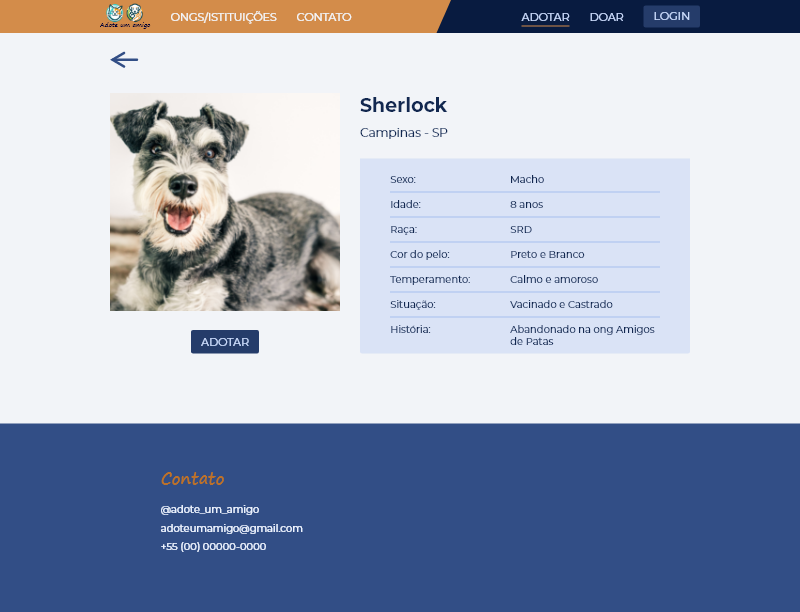 Adote um amigo
ONGS/ISTITUIÇÕES CONTATO ADOTAR DOAR LOGIN
Sherlock
Campinas - SP
Sexo: Macho
Idade: 8 anos
Raça: SRD
Cor do pelo: Preto e Branco
Temperamento: Calmo e amoroso
Situação: Vacinado e Castrado
História: Abandonado na ong Amigos
de Patas
ADOTAR
Contato
@adote_um_amigo
adoteumamigo@gmail.com
+55 (00) 00000-0000